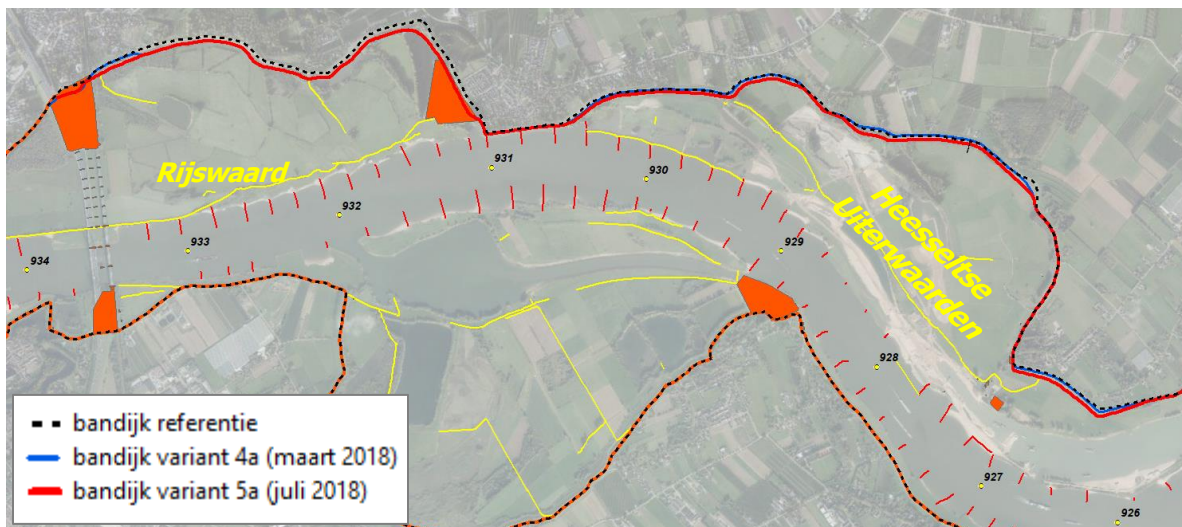 931
930
Rijswaard
932
933
934
929
Heesseltse
Uiterwaarden
928
927
926
bandijk referentie
bandijk variant 4a (maart 2018)
bandijk variant 5a (juli 2018)